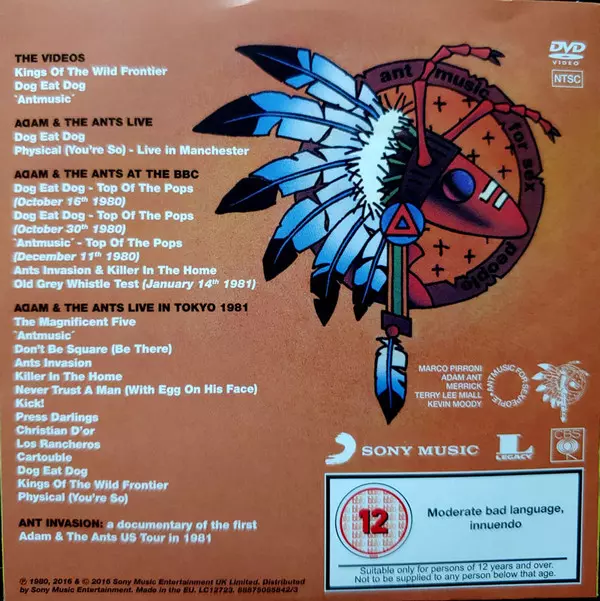 THE VIDEOS
Kings Of The Wild Frontier
Dog Eat Dog
`Antmusic´
ADAM & THE ANTS LIVE
Dog Eat Dog
Physical (You're So) - Live in Manchester
ADAM & THE ANTS AT THE BBC
Dog Eat Dog - Top Of The Pops
(October 16th 1980)
Dog Eat Dog - Top Of The Pops
(October 30th 1980)
`Antmusic´ - Top Of The Pops
(December 11th 1980)
Ants Invasion & Killer In The Home
Old Grey Whistle Test (January 14th 1981)
ADAM & THE ANTS LIVE IN TOKYO 1981
The Magnificent Five
`Antmusic´
Don't Be Square (Be There)
Ants Invasion
Killer In The Home
Never Trust A Man (With Egg On His Face)
Kick!
Press Darlings
Christian D'or
Los Rancheros
Cartouble
Dog Eat Dog
Kings Of The Wild Frontier
Physical (You're So)
ANT INVASION: a documentary of the first
Adam & The Ants US Tour in 1981
℗ 1980, 2016 & © 2016 Sony Music Entertainment UK Limited. Distributed
by Sony Music Entertainment. Made in the EU. LC12723. 88875085642/3
DVD
VIDEO
NTSC
ant music for sex people
MARCO PIRRONI
ADAM ANT
MERRICK
TERRY LEE MIALL
KEVIN MOODY
ANTMUSIC FOR SEXPEOPLE
SONY MUSIC
L
LEGACY
CBS
12
Moderate bad language,
innuendo
Suitable only for persons of 12 years and over.
Not to be supplied to any person below that age.